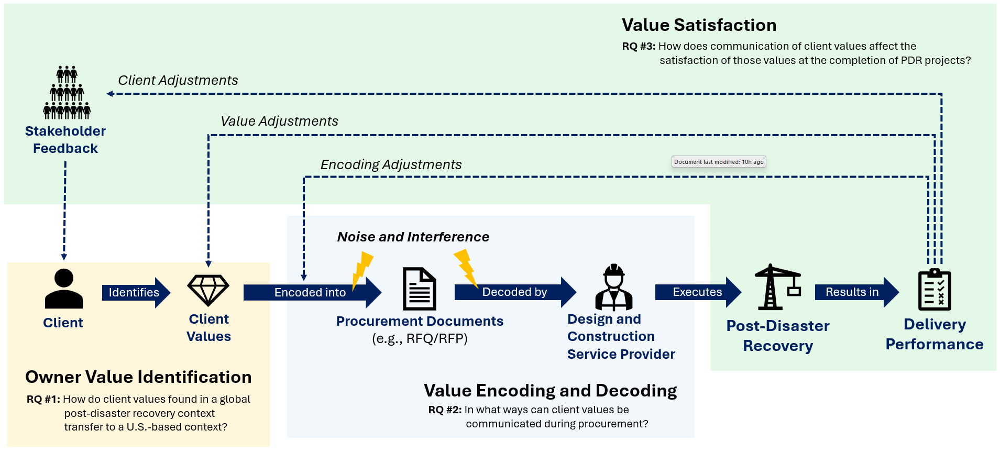 Value Satisfaction
RQ #3: How does communication of client values affect the
satisfaction of those values at the completion of PDR projects?
Client Adjustments
Value Adjustments
Stakeholder
Feedback
Encoding Adjustments
Document last modified: 10h ago
Noise and Interference
Identifies
Encoded into
Decoded by
Executes
Results in
Client
Client
Values
Procurement Documents
(e.g., RFQ/RFP)
Design and
Construction
Service Provider
Post-Disaster
Recovery
Delivery
Performance
Owner Value Identification
RQ #1: How do client values found in a global
post-disaster recovery context
transfer to a U.S.-based context?
Value Encoding and Decoding
RQ #2: In what ways can client values be
communicated during procurement?